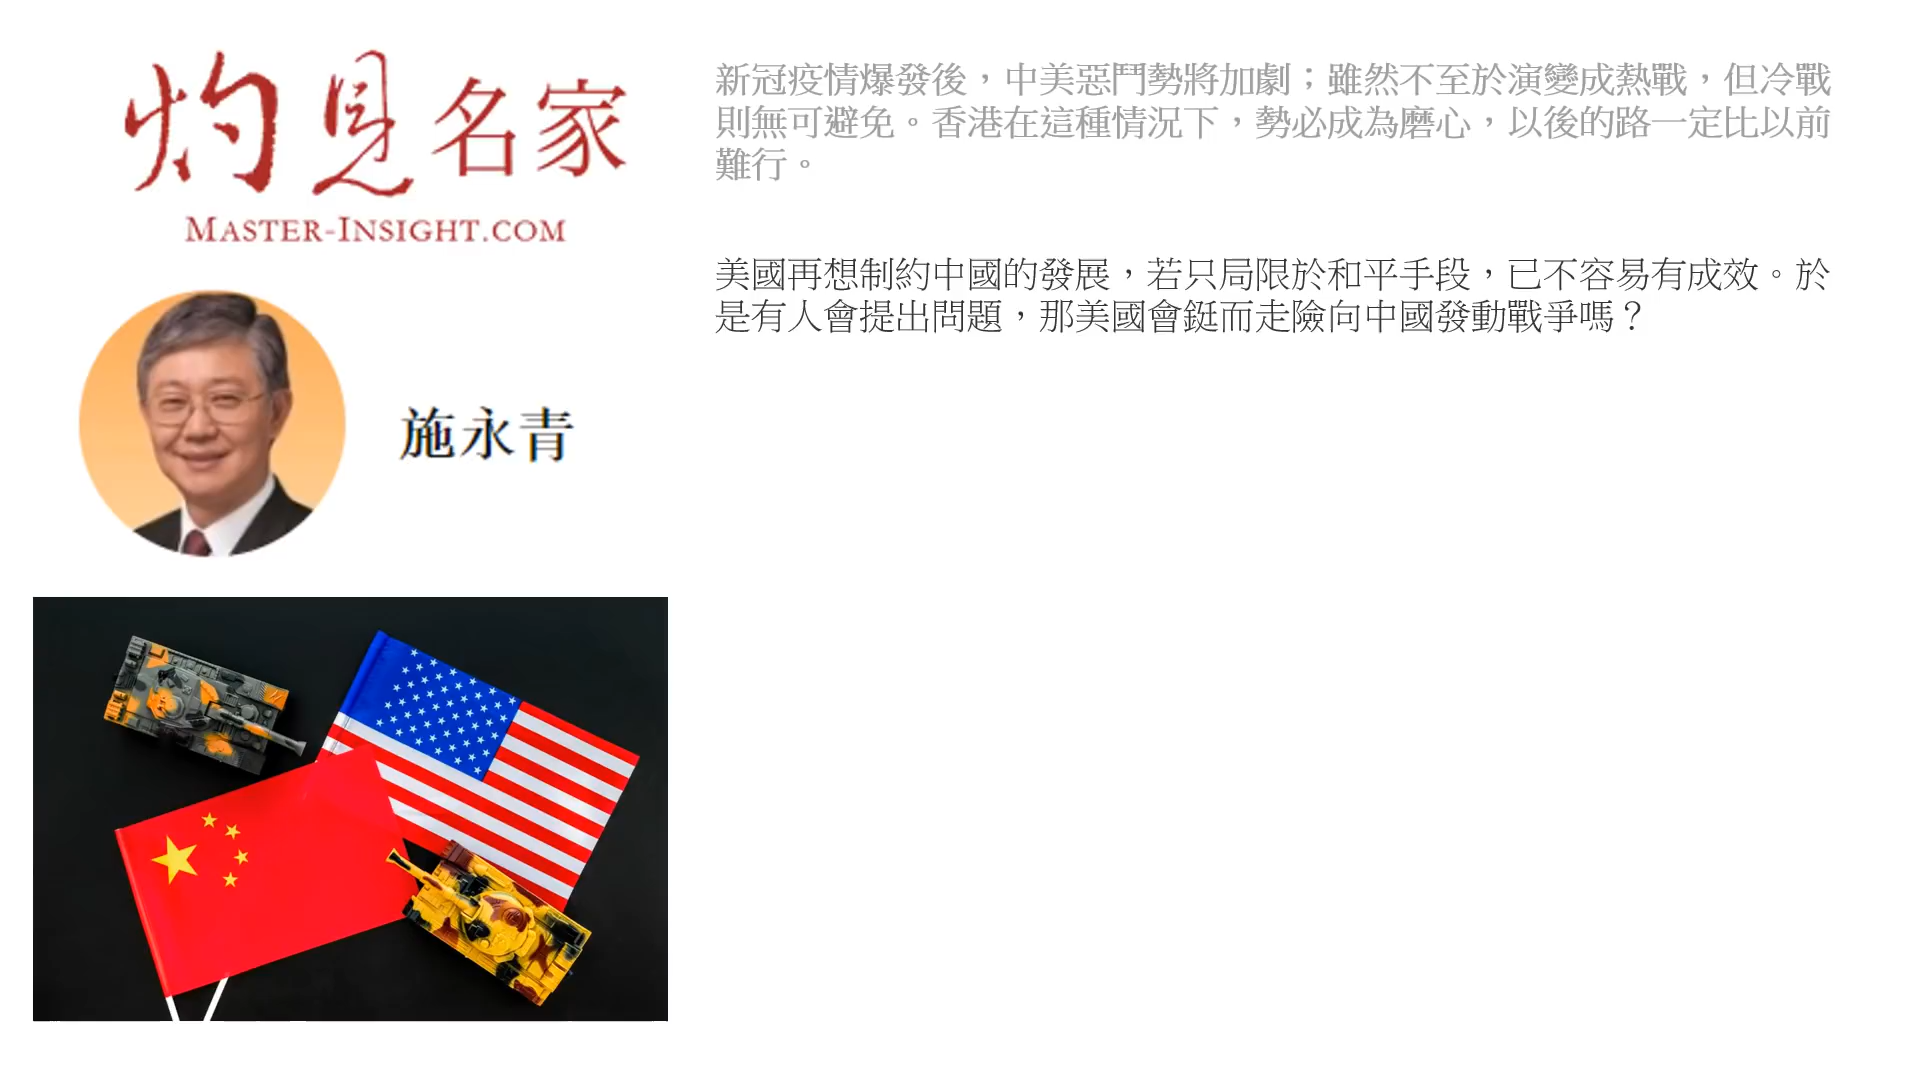 灼見名家
MASTER-INSIGHT.COM
施永青
新冠疫情爆發後，中美惡鬥勢將加劇；雖然不至於演變成熱戰，但冷戰
則無可避免。香港在這種情況下，勢必成為磨心，以後的路一定比以前
難行。
美國再想制約中國的發展，若只局限於和平手段，已不容易有成效。於
是有人會提出問題，那美國會鋌而走險向中國發動戰爭嗎？